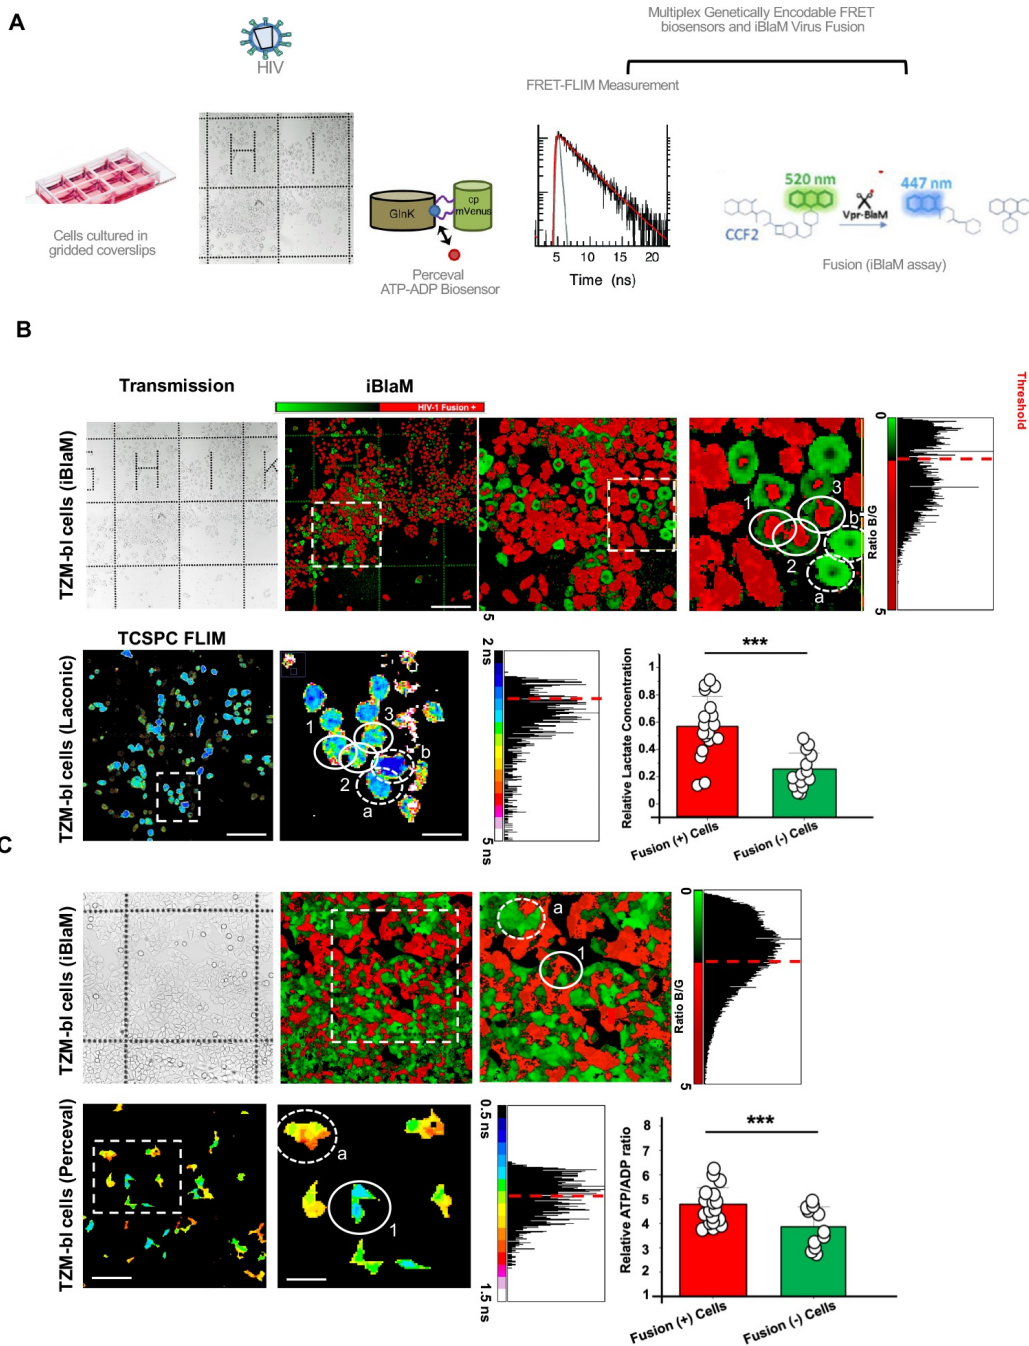 A
HIV
Cells cultured in
gridded coverslips
H I
GlnK
cp
mVenus
Perceval
ATP-ADP Biosensor
Multiplex Genetically Encodable FRET
biosensors and iBlaM Virus Fusion
FRET-FLIM Measurement
5 10 15 20
Time (ns)
520 nm
447 nm
Vpr-BlaM
CCF2
Fusion (iBlaM assay)
B
Transmission
iBlaM
HIV-1 Fusion +
Threshold
TZM-bl cells (iBlaM)
G H I K
1
2
3
a
b
0
Ratio B/G
5
5
TCSPC FLIM
TZM-bl cells (Laconic)
1
2
3
a
b
2 ns
5 ns
Relative Lactate Concentration
1
0.8
0.6
0.4
0.2
0
***
Fusion (+) Cells
Fusion (-) Cells
C
TZM-bl cells (iBlaM)
a
1
0
Ratio B/G
5
TZM-bl cells (Perceval)
a
1
0.5 ns
1.5 ns
Relative ATP/ADP ratio
8
7
6
5
4
3
2
1
***
Fusion (+) Cells
Fusion (-) Cells